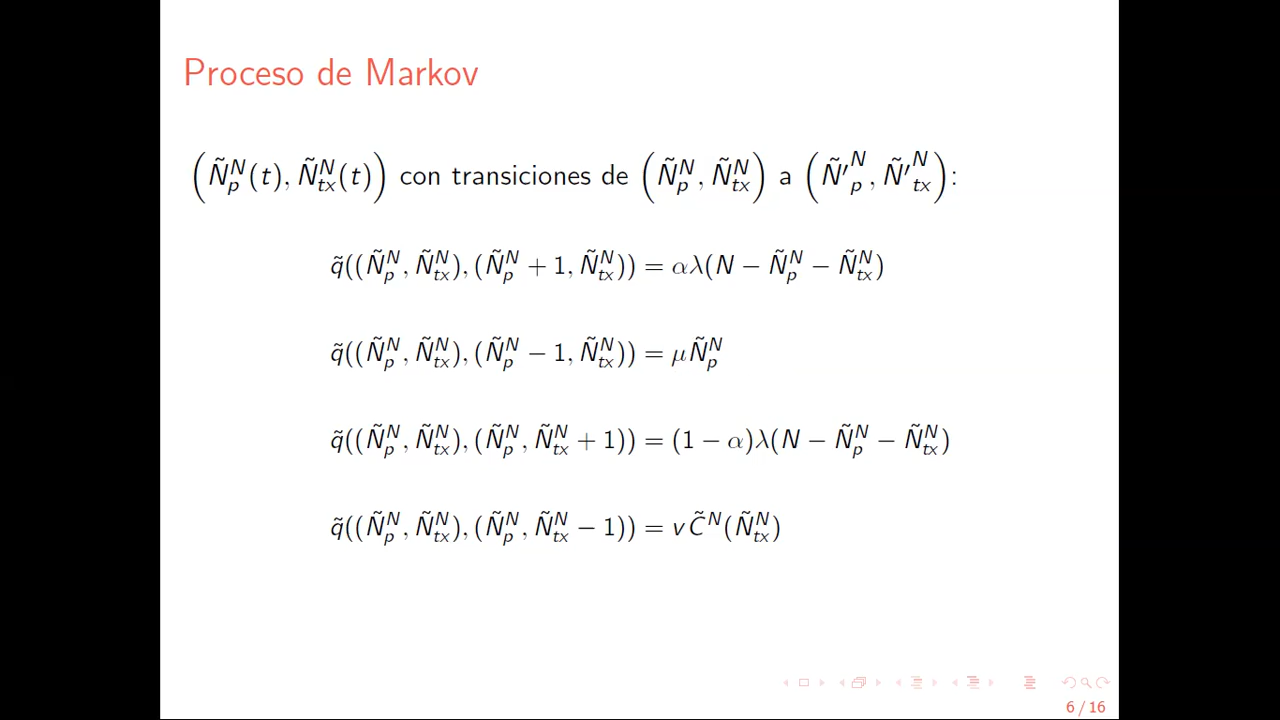 Proceso de Markov
(Ñ_p^N(t), Ñ_tx^N(t)) con transiciones de (Ñ_p^N, Ñ_tx^N) a (Ñ′_p^N, Ñ′_tx^N):
q̃((Ñ_p^N, Ñ_tx^N), (Ñ_p^N + 1, Ñ_tx^N)) = αλ(N − Ñ_p^N − Ñ_tx^N)
q̃((Ñ_p^N, Ñ_tx^N), (Ñ_p^N − 1, Ñ_tx^N)) = μÑ_p^N
q̃((Ñ_p^N, Ñ_tx^N), (Ñ_p^N, Ñ_tx^N + 1)) = (1 − α)λ(N − Ñ_p^N − Ñ_tx^N)
q̃((Ñ_p^N, Ñ_tx^N), (Ñ_p^N, Ñ_tx^N − 1)) = vC̃^N(Ñ_tx^N)
6 / 16